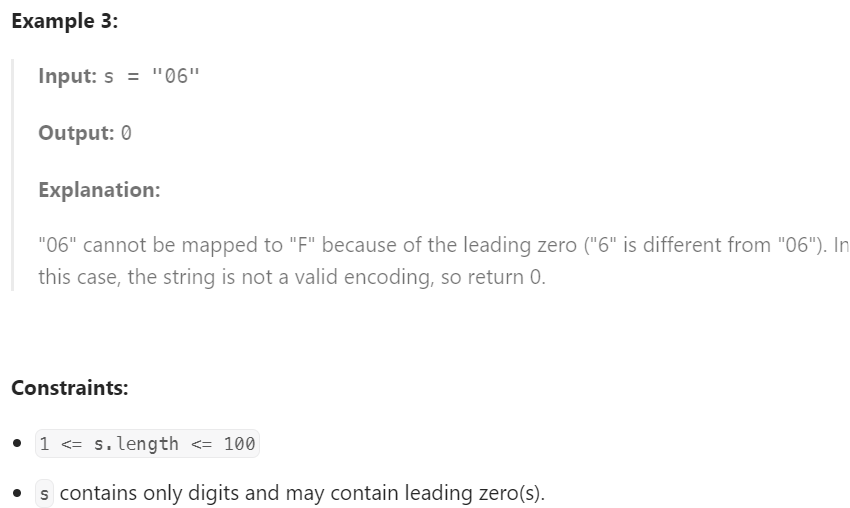 Example 3:
Input: s = "06"
Output: 0
Explanation:
"06" cannot be mapped to "F" because of the leading zero ("6" is different from "06"). In
this case, the string is not a valid encoding, so return 0.
Constraints:
• 1 <= s.length <= 100
• s contains only digits and may contain leading zero(s).